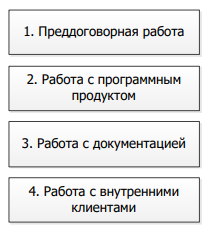 1. Преддоговорная работа
2. Работа с программным
продуктом
3. Работа с документацией
4. Работа с внутренними
клиентами